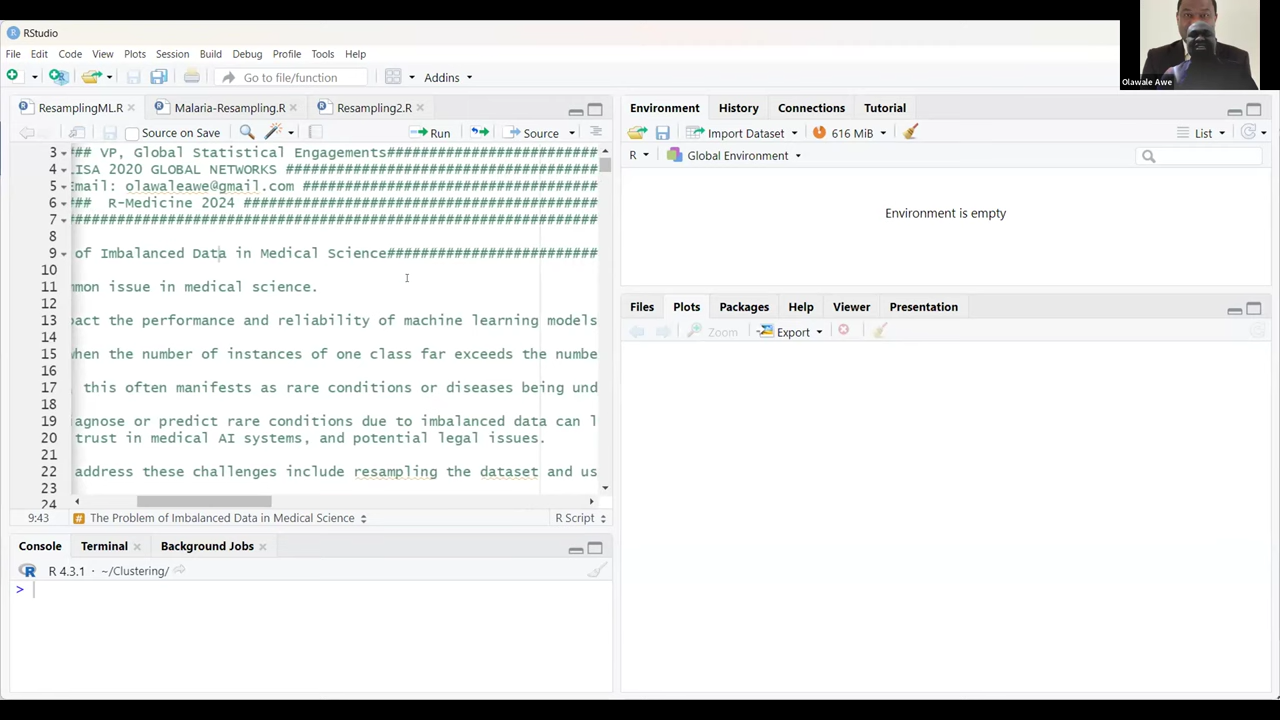 RStudio
File Edit Code View Plots Session Build Debug Profile Tools Help
Go to file/function Addins
Olawale Awe
ResamplingML.R Malaria-Resampling.R Resampling2.R
Source on Save Run Source
3 ### VP, Global Statistical Engagements#########################
4 LISA 2020 GLOBAL NETWORKS #####################################
5 Email: olawaleawe@gmail.com ###################################
6 ### R-Medicine 2024 ##########################################
7 ##############################################################
8
9 of Imbalanced Data in Medical Science#########################
10
11 mmon issue in medical science.
12
13 pact the performance and reliability of machine learning models
14
15 when the number of instances of one class far exceeds the numbe
16
17 this often manifests as rare conditions or diseases being und
18
19 agnose or predict rare conditions due to imbalanced data can l
20 trust in medical AI systems, and potential legal issues.
21
22 address these challenges include resampling the dataset and us
23
24
9:43 # The Problem of Imbalanced Data in Medical Science R Script
Console Terminal Background Jobs
R 4.3.1 · ~/Clustering/
>
Environment History Connections Tutorial
Import Dataset 616 MiB List
R Global Environment
Environment is empty
Files Plots Packages Help Viewer Presentation
Zoom Export